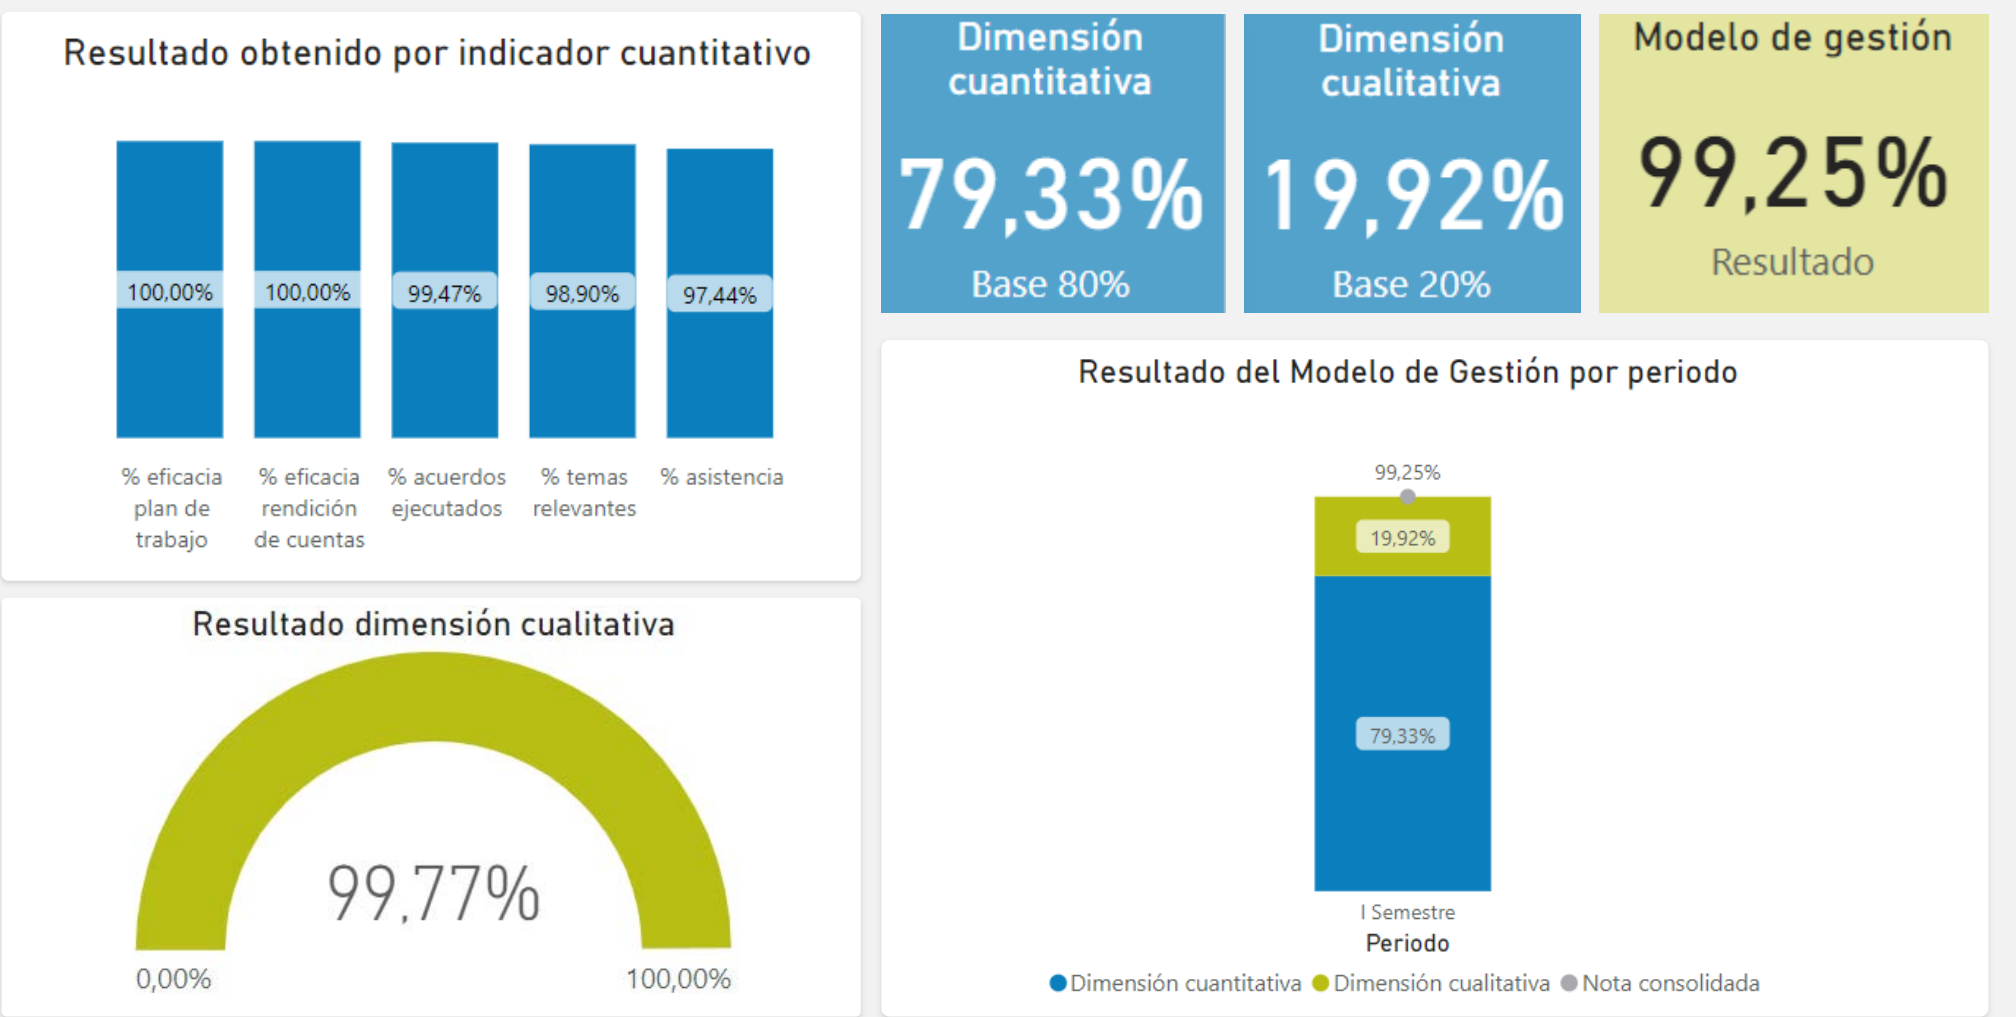 Resultado obtenido por indicador cuantitativo
100,00%
100,00%
99,47%
98,90%
97,44%
% eficacia
plan de
trabajo
% eficacia
rendición
de cuentas
% acuerdos
ejecutados
% temas
relevantes
% asistencia
Dimensión
cuantitativa
79,33%
Base 80%
Dimensión
cualitativa
19,92%
Base 20%
Modelo de gestión
99,25%
Resultado
Resultado dimensión cualitativa
99,77%
0,00%
100,00%
Resultado del Modelo de Gestión por periodo
99,25%
19,92%
79,33%
I Semestre
Periodo
Dimensión cuantitativa Dimensión cualitativa Nota consolidada